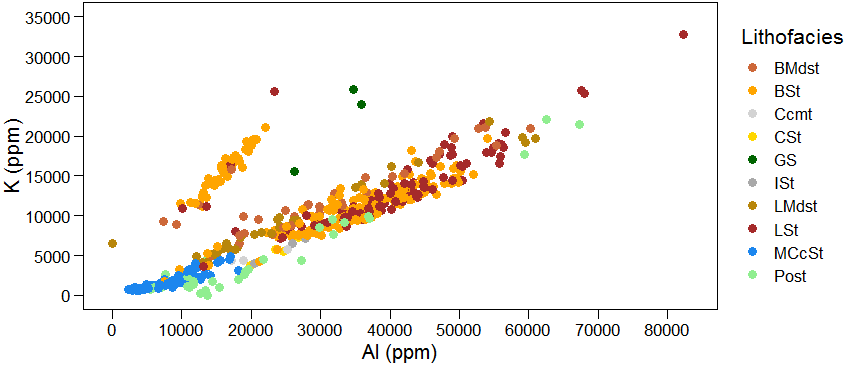 35000
30000
25000
20000
15000
10000
5000
0
K (ppm)
0 10000 20000 30000 40000 50000 60000 70000 80000
Al (ppm)
Lithofacies
BMdst
BSt
Ccmt
CSt
GS
ISt
LMdst
LSt
MCcSt
Post